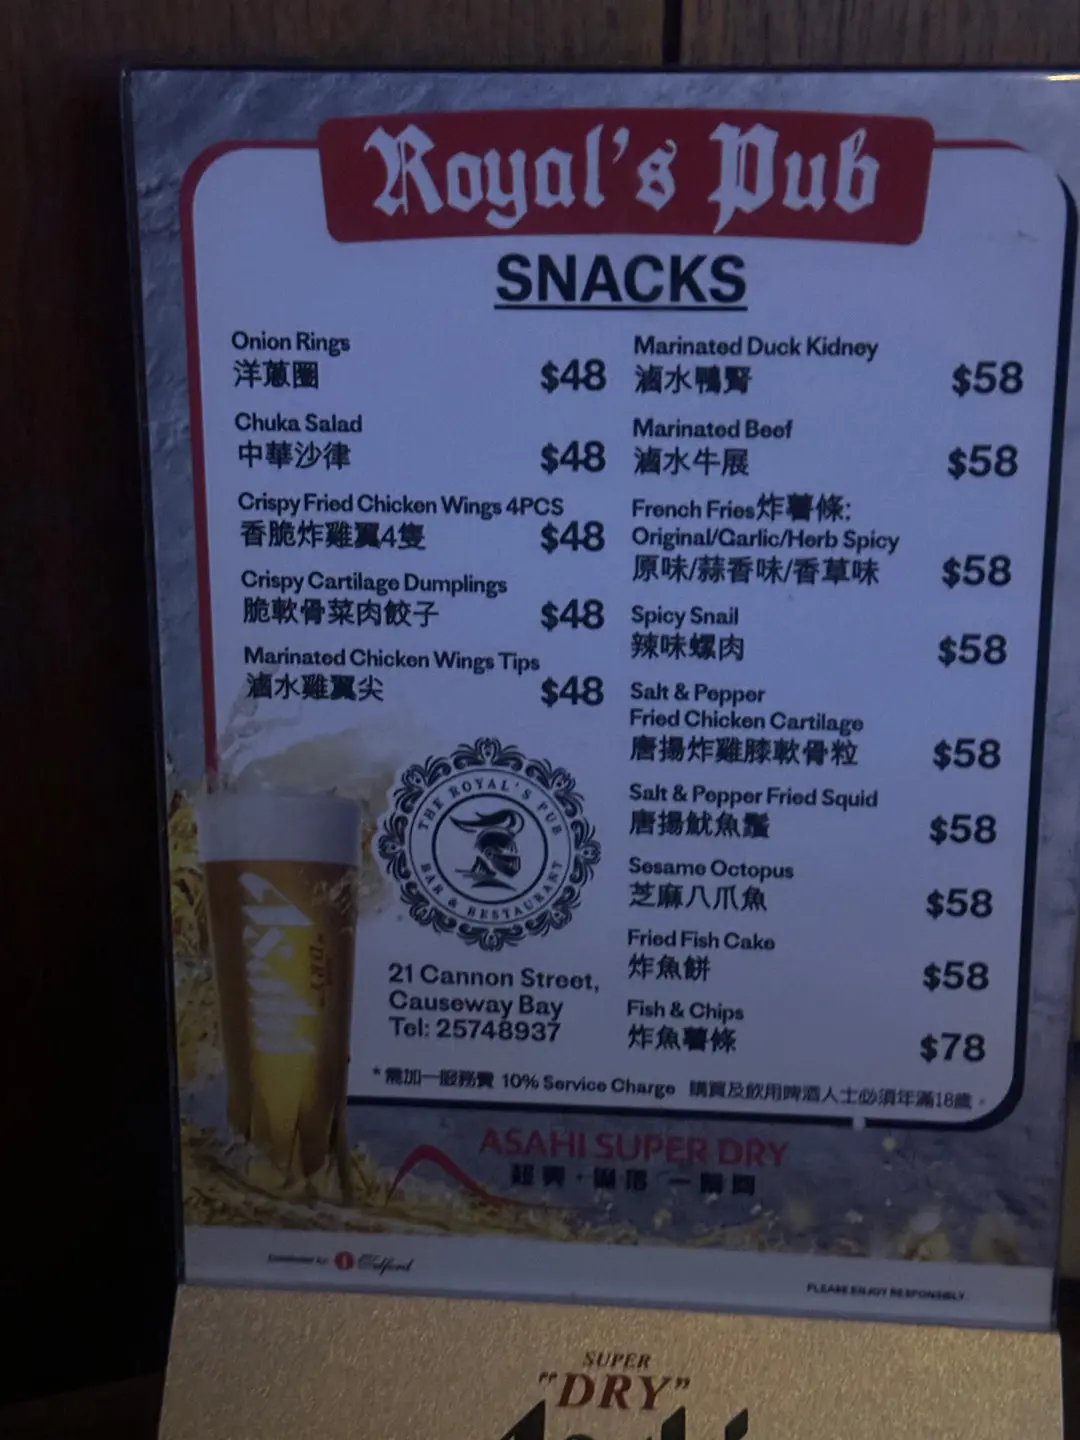 Royal's Pub
SNACKS
Onion Rings
洋蔥圈 $48
Chuka Salad
中華沙律 $48
Crispy Fried Chicken Wings 4PCS
香脆炸雞翼4隻 $48
Crispy Cartilage Dumplings
脆軟骨菜肉餃子 $48
Marinated Chicken Wings Tips
滷水雞翼尖 $48
Marinated Duck Kidney
滷水鴨腎 $58
Marinated Beef
滷水牛展 $58
French Fries炸薯條:
Original/Garlic/Herb Spicy
原味/蒜香味/香草味 $58
Spicy Snail
辣味螺肉 $58
Salt & Pepper
Fried Chicken Cartilage
唐揚炸雞膝軟骨粒 $58
Salt & Pepper Fried Squid
唐揚魷魚鬚 $58
Sesame Octopus
芝麻八爪魚 $58
Fried Fish Cake
炸魚餅 $58
Fish & Chips
炸魚薯條 $78
THE ROYAL'S PUB
BAR & RESTAURANT
21 Cannon Street,
Causeway Bay
Tel: 25748937
*需加一服務費 10% Service Charge 購買及飲用啤酒人士必須年滿18歲。
Asahi
"DRY"
ASAHI SUPER DRY
一瞬間
Telford
PLEASE ENJOY RESPONSIBLY.
SUPER
"DRY"